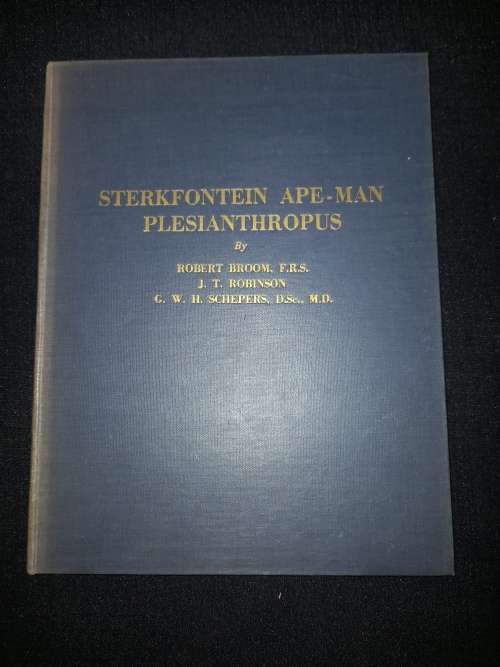 STERKFONTEIN APE-MAN
PLESIANTHROPUS
By
ROBERT BROOM, F.R.S.
J. T. ROBINSON
G. W. H. SCHEPERS, D.Sc., M.D.